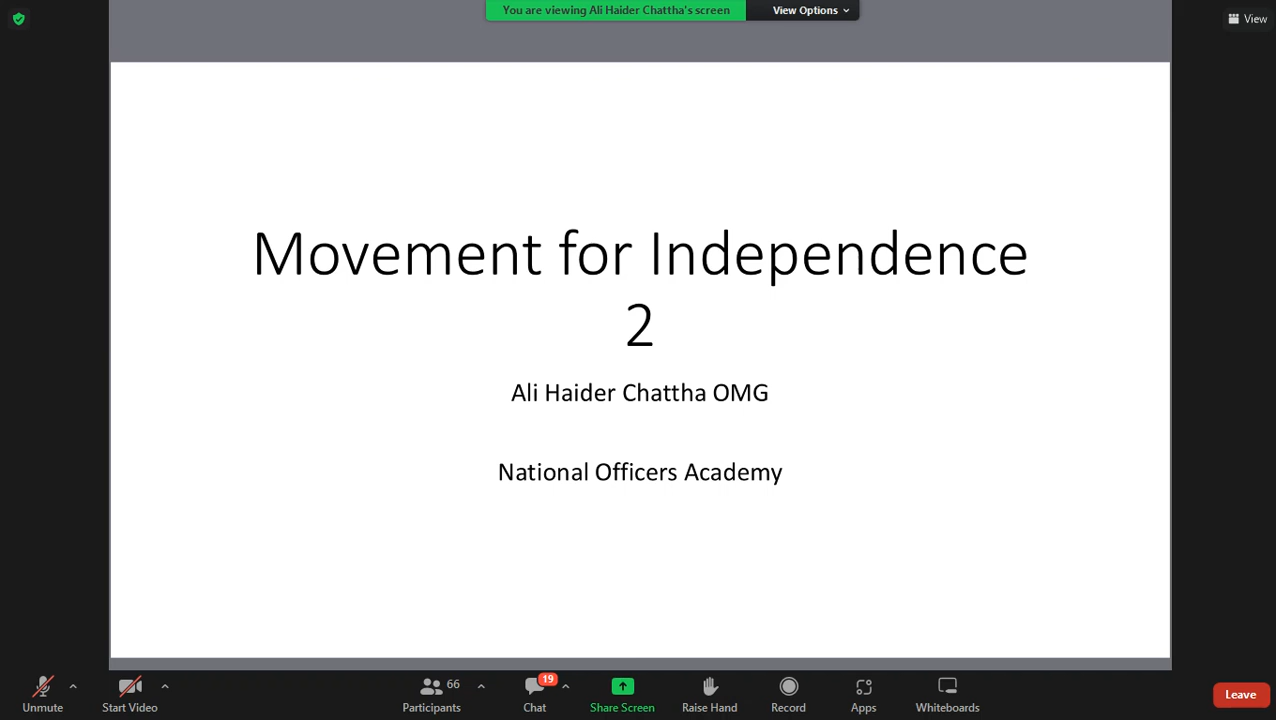 You are viewing Ali Haider Chattha's screen
View Options
View
Movement for Independence
2
Ali Haider Chattha OMG
National Officers Academy
66
19
Unmute
Start Video
Participants
Chat
Share Screen
Raise Hand
Record
Apps
Whiteboards
Leave